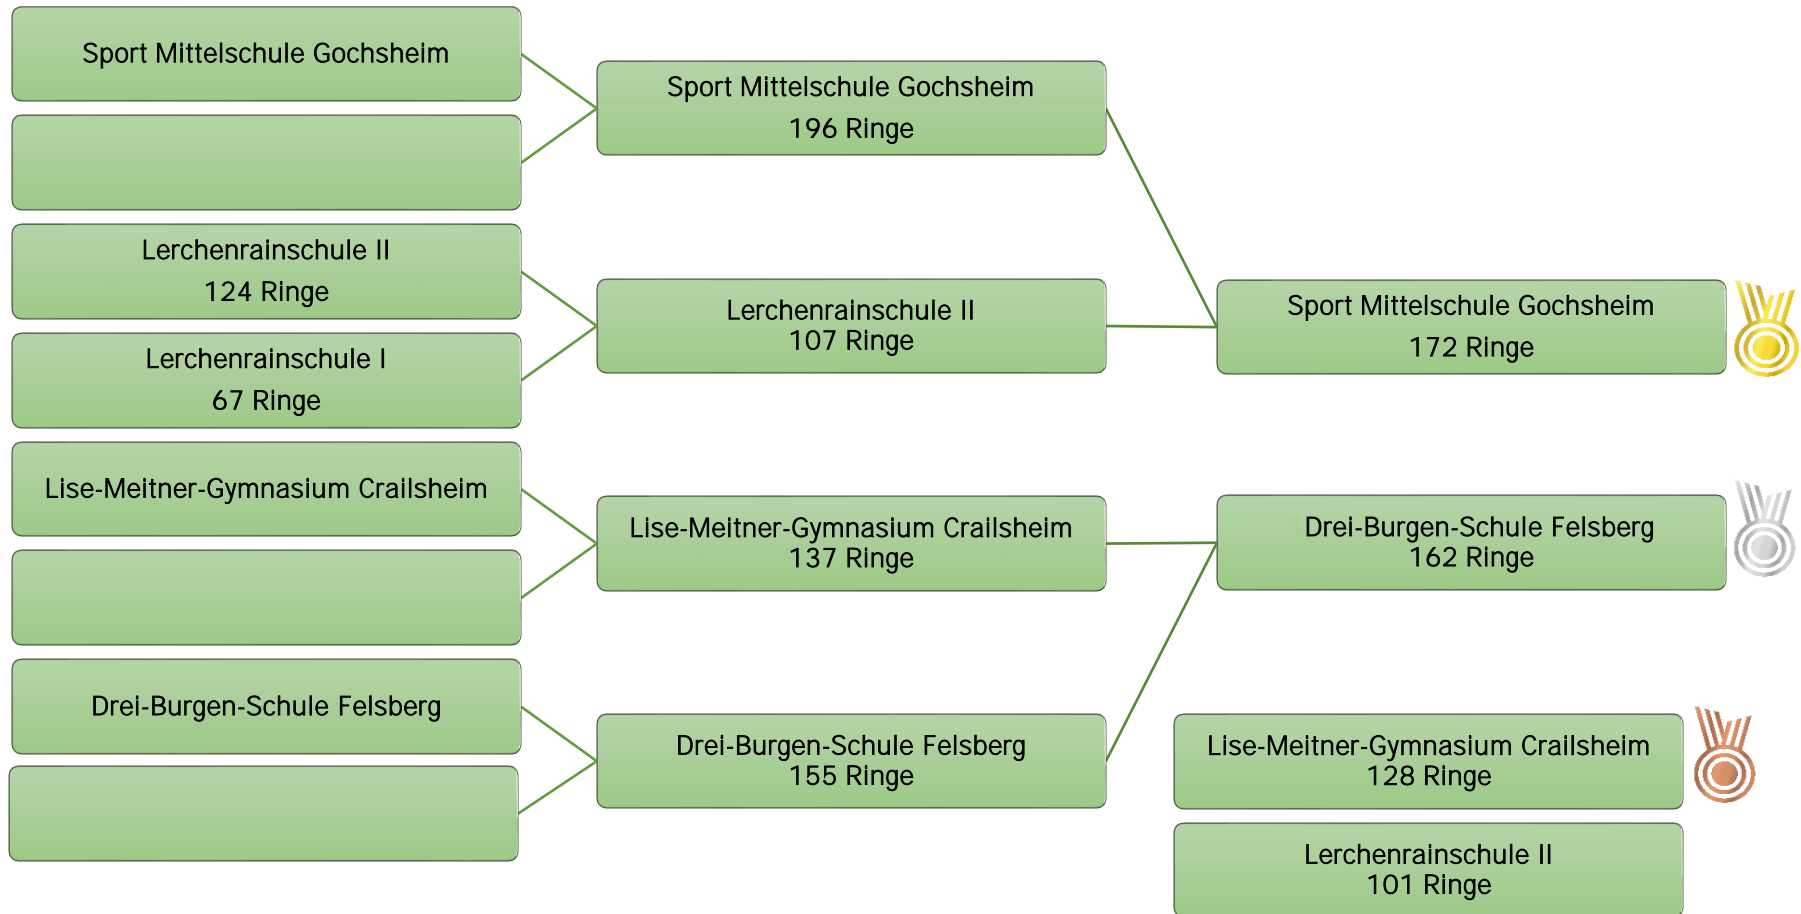 Sport Mittelschule Gochsheim
Lerchenrainschule II
124 Ringe
Lerchenrainschule I
67 Ringe
Lise-Meitner-Gymnasium Crailsheim
Drei-Burgen-Schule Felsberg
Sport Mittelschule Gochsheim
196 Ringe
Lerchenrainschule II
107 Ringe
Lise-Meitner-Gymnasium Crailsheim
137 Ringe
Drei-Burgen-Schule Felsberg
155 Ringe
Sport Mittelschule Gochsheim
172 Ringe
Drei-Burgen-Schule Felsberg
162 Ringe
Lise-Meitner-Gymnasium Crailsheim
128 Ringe
Lerchenrainschule II
101 Ringe